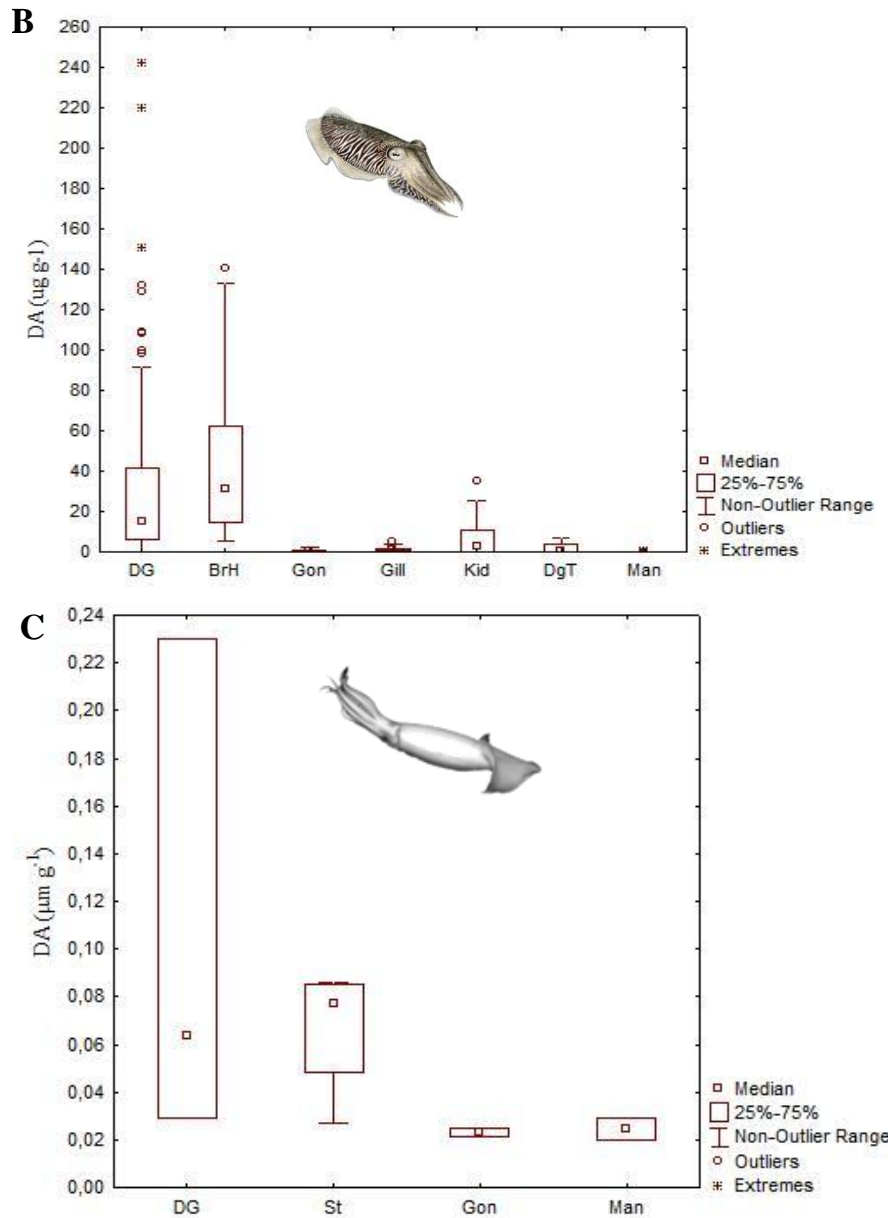 B
260
240
220
200
180
160
140
120
100
80
60
40
20
0
DA (ug g-1)
DG BrH Gon Gill Kid DgT Man
Median
25%-75%
Non-Outlier Range
Outliers
Extremes
C
0,24
0,22
0,20
0,18
0,16
0,14
0,12
0,10
0,08
0,06
0,04
0,02
0,00
DA (µm g-1)
DG St Gon Man
Median
25%-75%
Non-Outlier Range
Outliers
Extremes